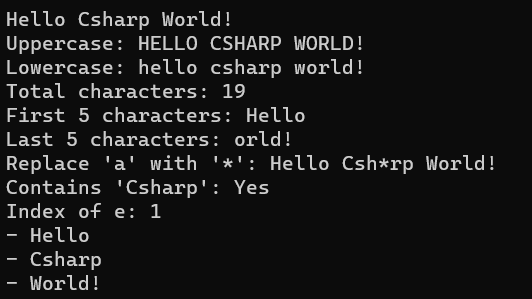 Hello Csharp World!
Uppercase: HELLO CSHARP WORLD!
Lowercase: hello csharp world!
Total characters: 19
First 5 characters: Hello
Last 5 characters: orld!
Replace 'a' with '*': Hello Csh*rp World!
Contains 'Csharp': Yes
Index of e: 1
- Hello
- Csharp
- World!